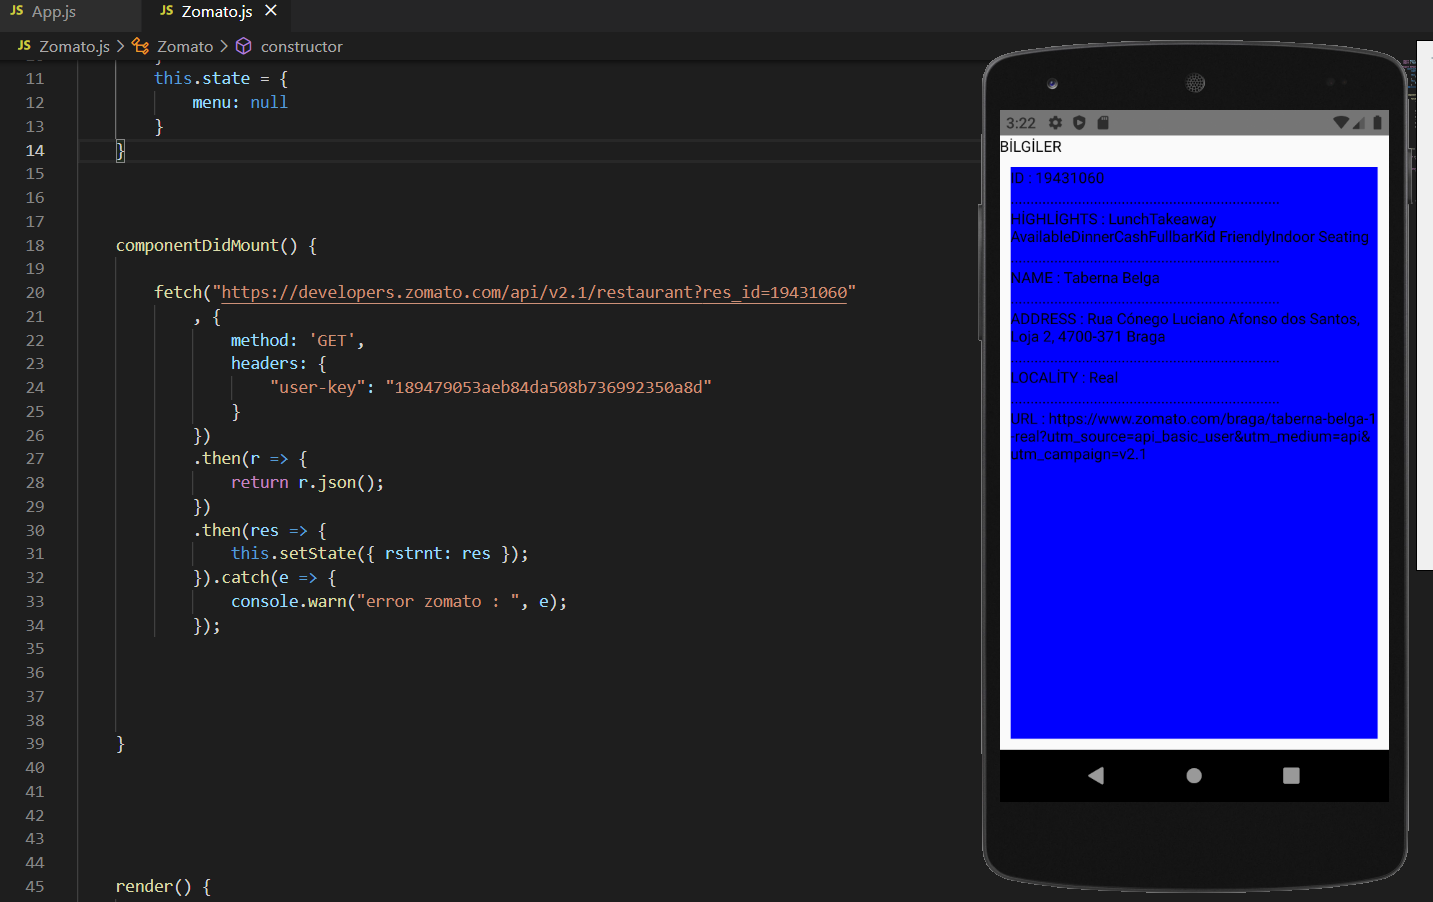 JS App.js JS Zomato.js ×
JS Zomato.js > Zomato > constructor
11 this.state = {
12 menu: null
13 }
14 }
15
16
17
18 componentDidMount() {
19
20 fetch("https://developers.zomato.com/api/v2.1/restaurant?res_id=19431060"
21 , {
22 method: 'GET',
23 headers: {
24 "user-key": "189479053aeb84da508b736992350a8d"
25 }
26 })
27 .then(r => {
28 return r.json();
29 })
30 .then(res => {
31 this.setState({ rstrnt: res });
32 }).catch(e => {
33 console.warn("error zomato : ", e);
34 });
35
36
37
38
39 }
40
41
42
43
44
45 render() {
3:22
BİLGİLER
ID : 19431060
HIGHLIGHTS : LunchTakeaway
AvailableDinnerCashFullbarKid FriendlyIndoor Seating
NAME : Taberna Belga
ADDRESS : Rua Cónego Luciano Afonso dos Santos,
Loja 2, 4700-371 Braga
LOCALİTY : Real
URL : https://www.zomato.com/braga/taberna-belga-1
-real?utm_source=api_basic_user&utm_medium=api&
utm_campaign=v2.1